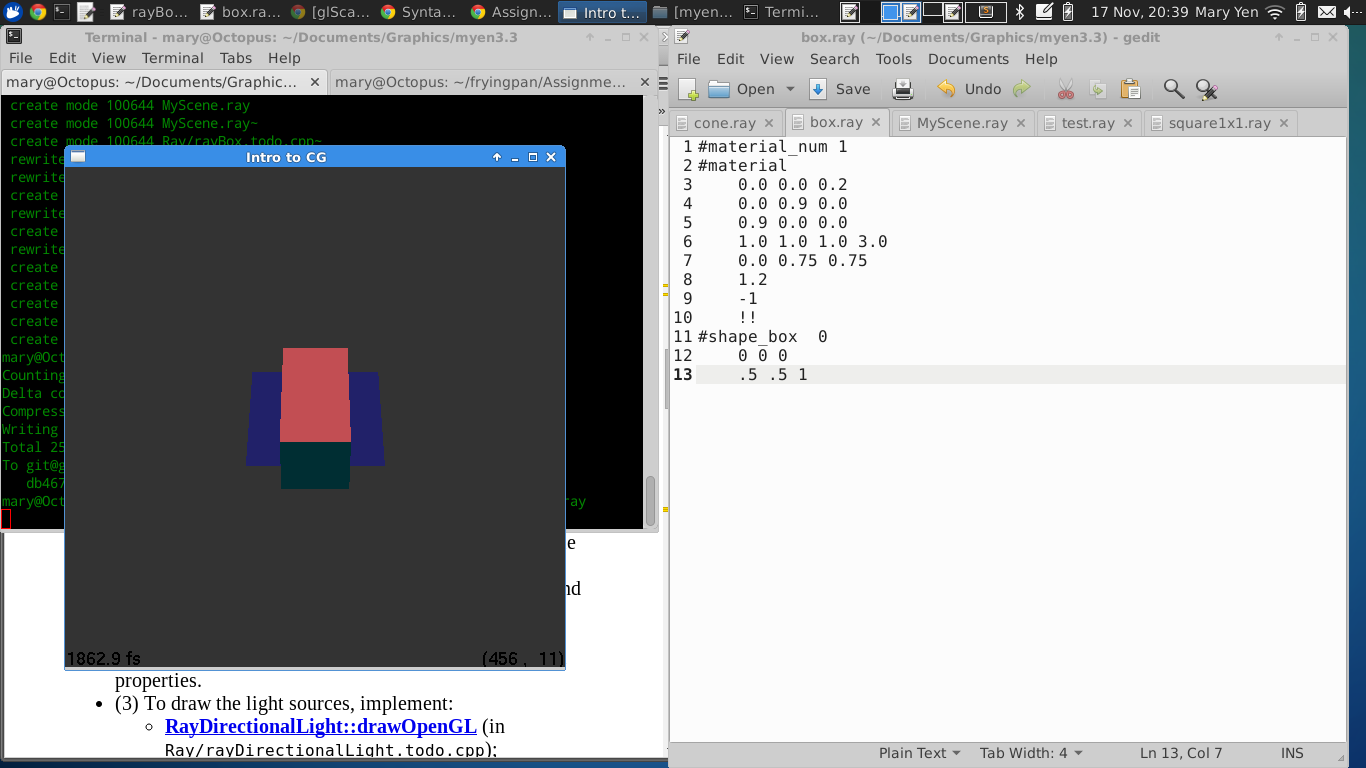 rayBo...
box.ra...
[glSca...
Synta...
Assign...
Intro t...
[myen...
Termi...
17 Nov, 20:39 Mary Yen
Terminal - mary@Octopus: ~/Documents/Graphics/myen3.3
File Edit View Terminal Tabs Help
mary@Octopus: ~/Documents/Graphic...
mary@Octopus: ~/fryingpan/Assignme...
create mode 100644 MyScene.ray
create mode 100644 MyScene.ray~
create mode 100644 Ray/rayBox.todo.cpp~
rewrite
rewrite
create
rewrite
create
rewrite
create
create
create
create
create
mary@Oct
Counting
Delta co
Compress
Writing
Total 25
To git@g
db467
mary@Oct
ray
Intro to CG
1862.9 fs
(456 , 11)
e
nd
properties.
• (3) To draw the light sources, implement:
RayDirectionalLight::drawOpenGL (in
Ray/rayDirectionalLight.todo.cpp);
box.ray (~/Documents/Graphics/myen3.3) - gedit
File Edit View Search Tools Documents Help
Open Save Undo
cone.ray
box.ray
MyScene.ray
test.ray
square1x1.ray
1 #material_num 1
2 #material
3 0.0 0.0 0.2
4 0.0 0.9 0.0
5 0.9 0.0 0.0
6 1.0 1.0 1.0 3.0
7 0.0 0.75 0.75
8 1.2
9 -1
10 !!
11 #shape_box  0
12 0 0 0
13 .5 .5 1
Plain Text
Tab Width: 4
Ln 13, Col 7
INS